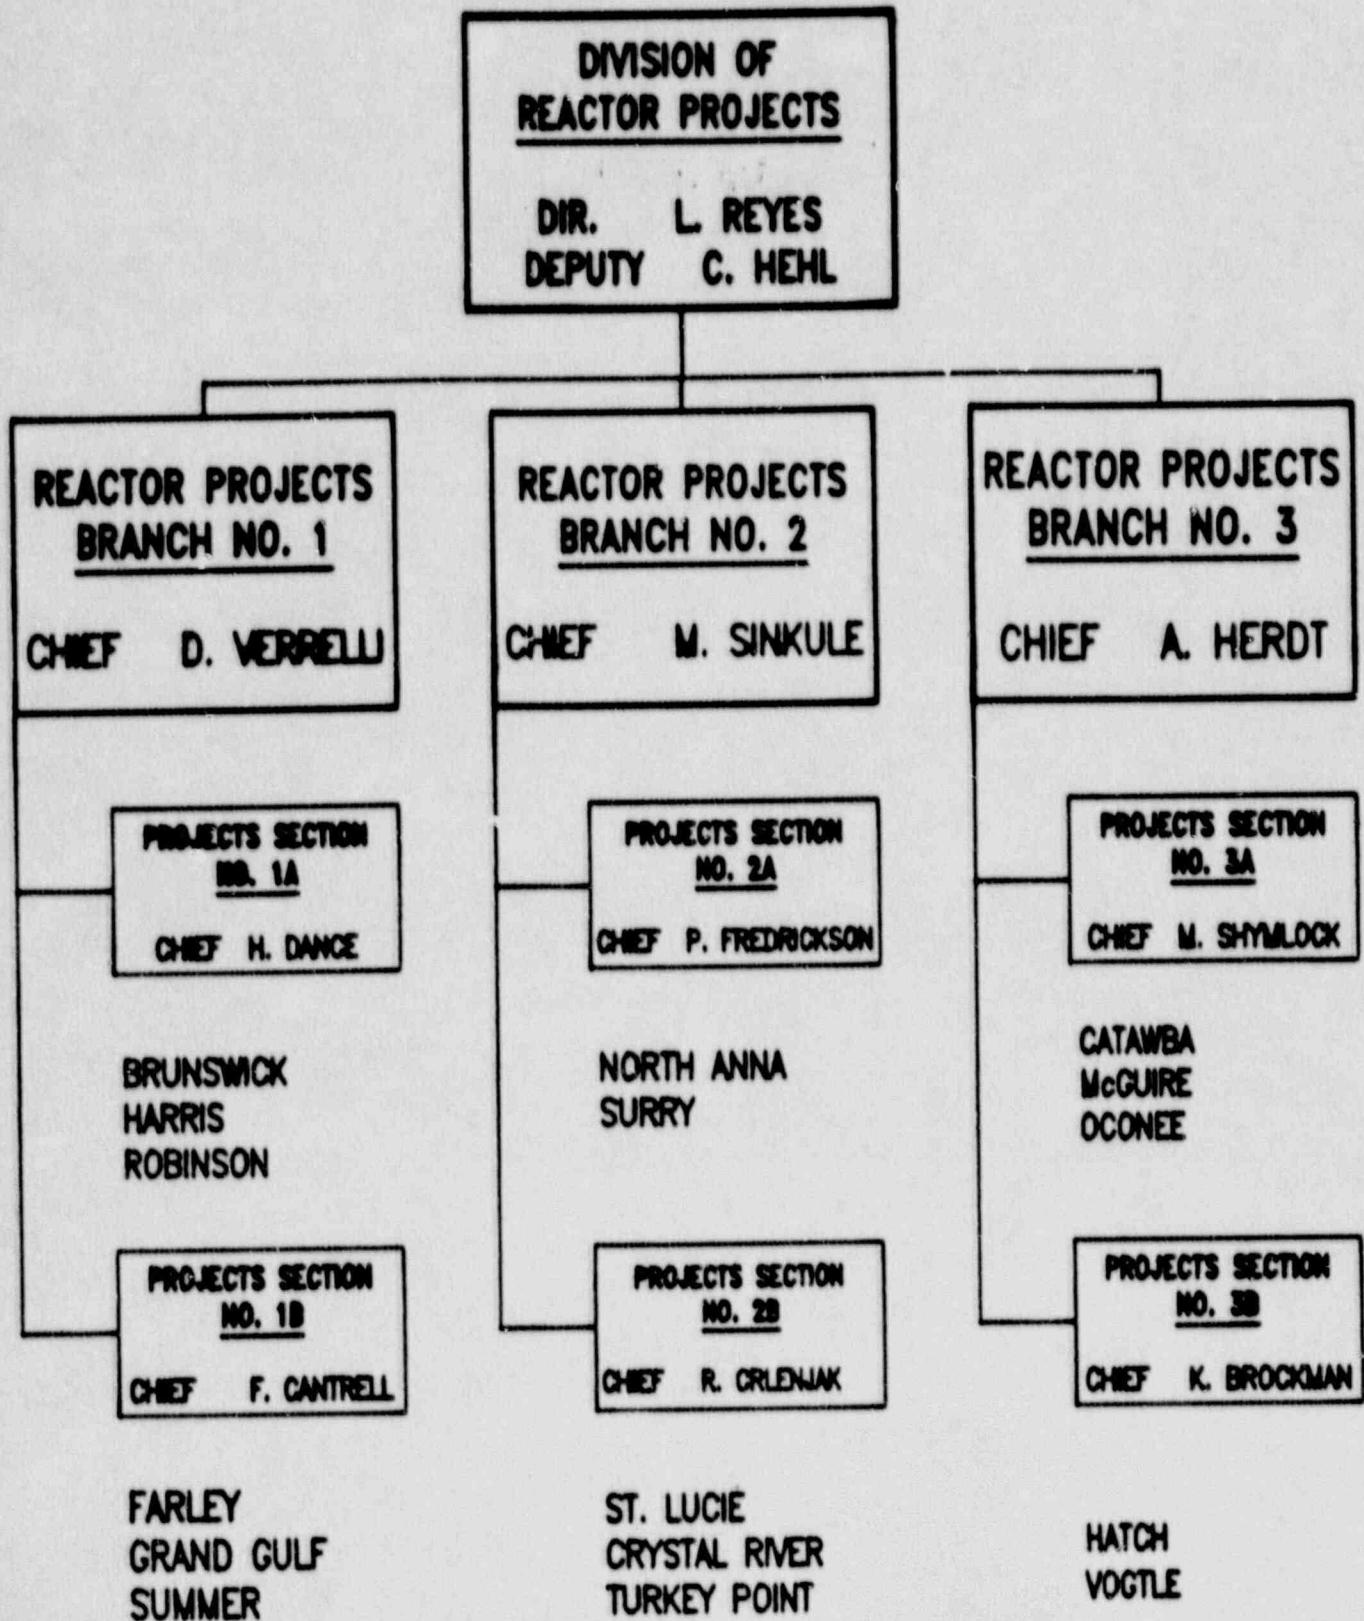 DIVISION OF
REACTOR PROJECTS
DIR. L. REYES
DEPUTY C. HEHL
REACTOR PROJECTS
BRANCH NO. 1
CHIEF D. VERRELLI
PROJECTS SECTION
NO. 1A
CHIEF H. DANCE
BRUNSWICK
HARRIS
ROBINSON
PROJECTS SECTION
NO. 1B
CHIEF F. CANTRELL
FARLEY
GRAND GULF
SUMMER
REACTOR PROJECTS
BRANCH NO. 2
CHIEF M. SINKULE
PROJECTS SECTION
NO. 2A
CHIEF P. FREDRICKSON
NORTH ANNA
SURRY
PROJECTS SECTION
NO. 2B
CHIEF R. CRLENJAK
ST. LUCIE
CRYSTAL RIVER
TURKEY POINT
REACTOR PROJECTS
BRANCH NO. 3
CHIEF A. HERDT
PROJECTS SECTION
NO. 3A
CHIEF M. SHYMLOCK
CATAWBA
McGUIRE
OCONEE
PROJECTS SECTION
NO. 3B
CHIEF K. BROCKMAN
HATCH
VOGTLE